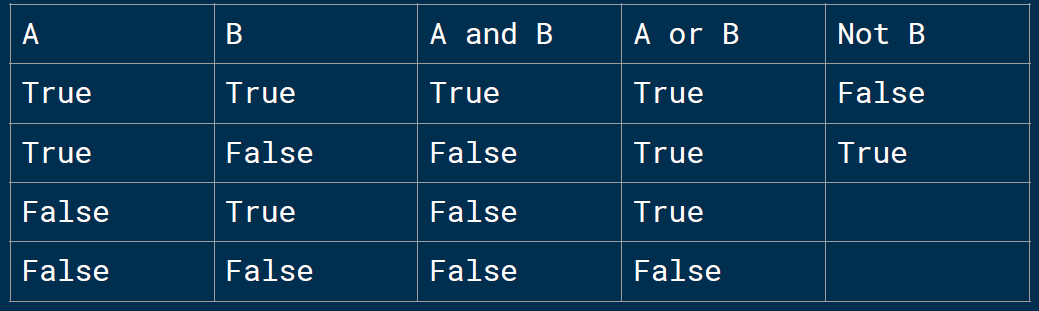 A B A and B A or B Not B
True True True True False
True False False True True
False True False True
False False False False